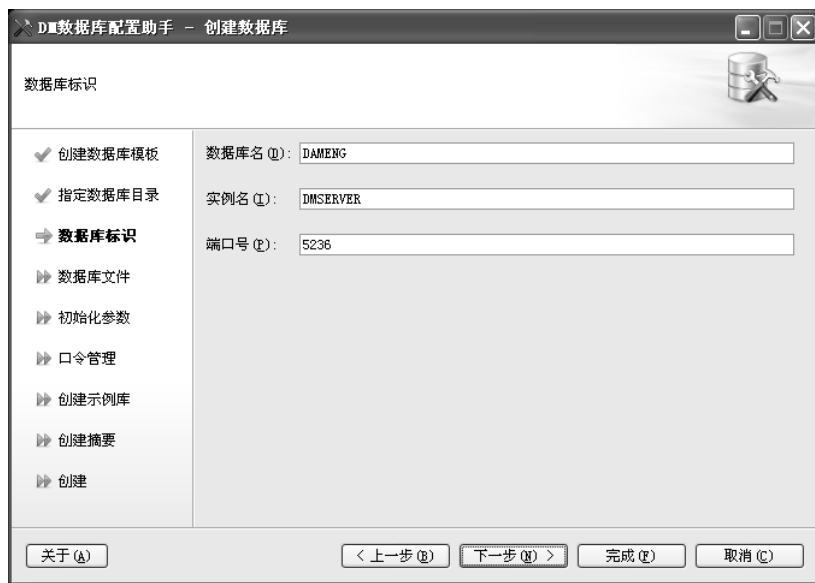 DM数据库配置助手 - 创建数据库
数据库标识
创建数据库模板
指定数据库目录
数据库标识
数据库文件
初始化参数
口令管理
创建示例库
创建摘要
创建
数据库名(D): DAMENG
实例名(I): DMSERVER
端口号(P): 5236
关于(A)
< 上一步(B)
下一步(N) >
完成(F)
取消(C)